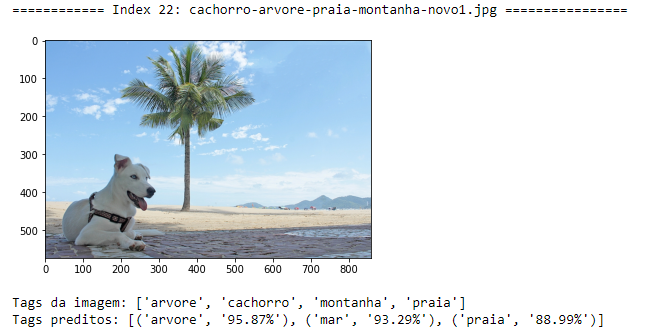 ============ Index 22: cachorro-arvore-praia-montanha-novo1.jpg ================
0
100
200
300
400
500
0 100 200 300 400 500 600 700 800
Tags da imagem: ['arvore', 'cachorro', 'montanha', 'praia']
Tags preditos: [('arvore', '95.87%'), ('mar', '93.29%'), ('praia', '88.99%')]